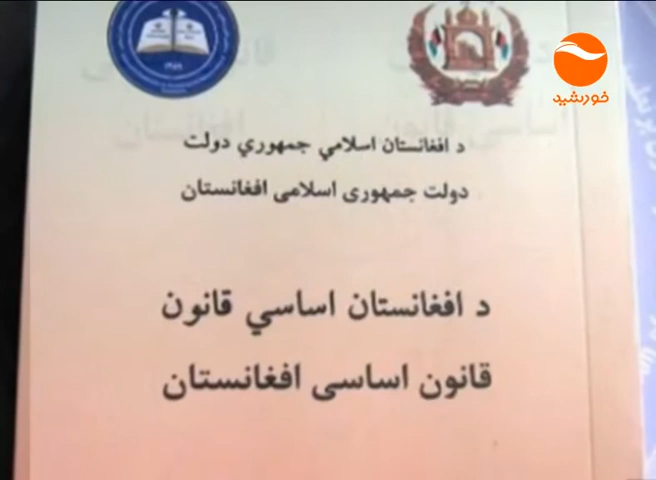 خورشید
د افغانستان اسلامي جمهوري دولت
دولت جمهوری اسلامی افغانستان
د افغانستان اساسي قانون
قانون اساسی افغانستان